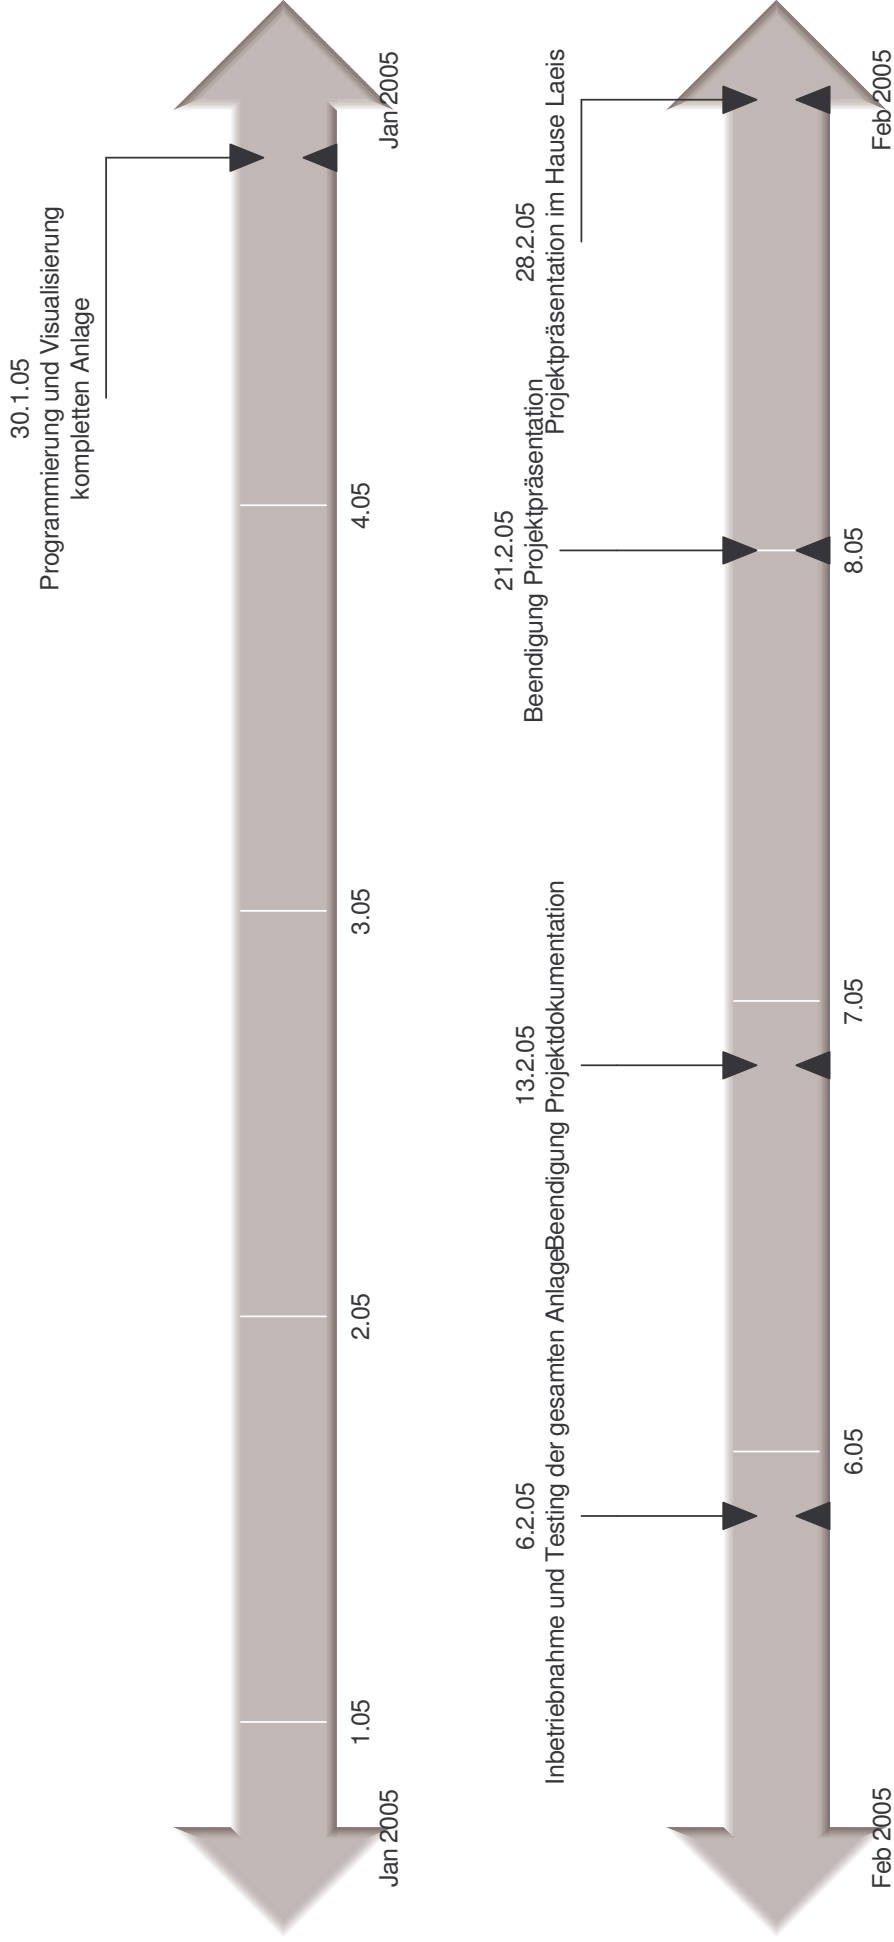 30.1.05
Programmierung und Visualisierung
kompletten Anlage
1.05
2.05
3.05
4.05
Jan 2005
Jan 2005
6.2.05
Inbetriebnahme und Testing der gesamten Anlage
13.2.05
Beendigung Projektdokumentation
21.2.05
Beendigung Projektpräsentation
28.2.05
Projektpräsentation im Hause Laeis
6.05
7.05
8.05
Feb 2005
Feb 2005